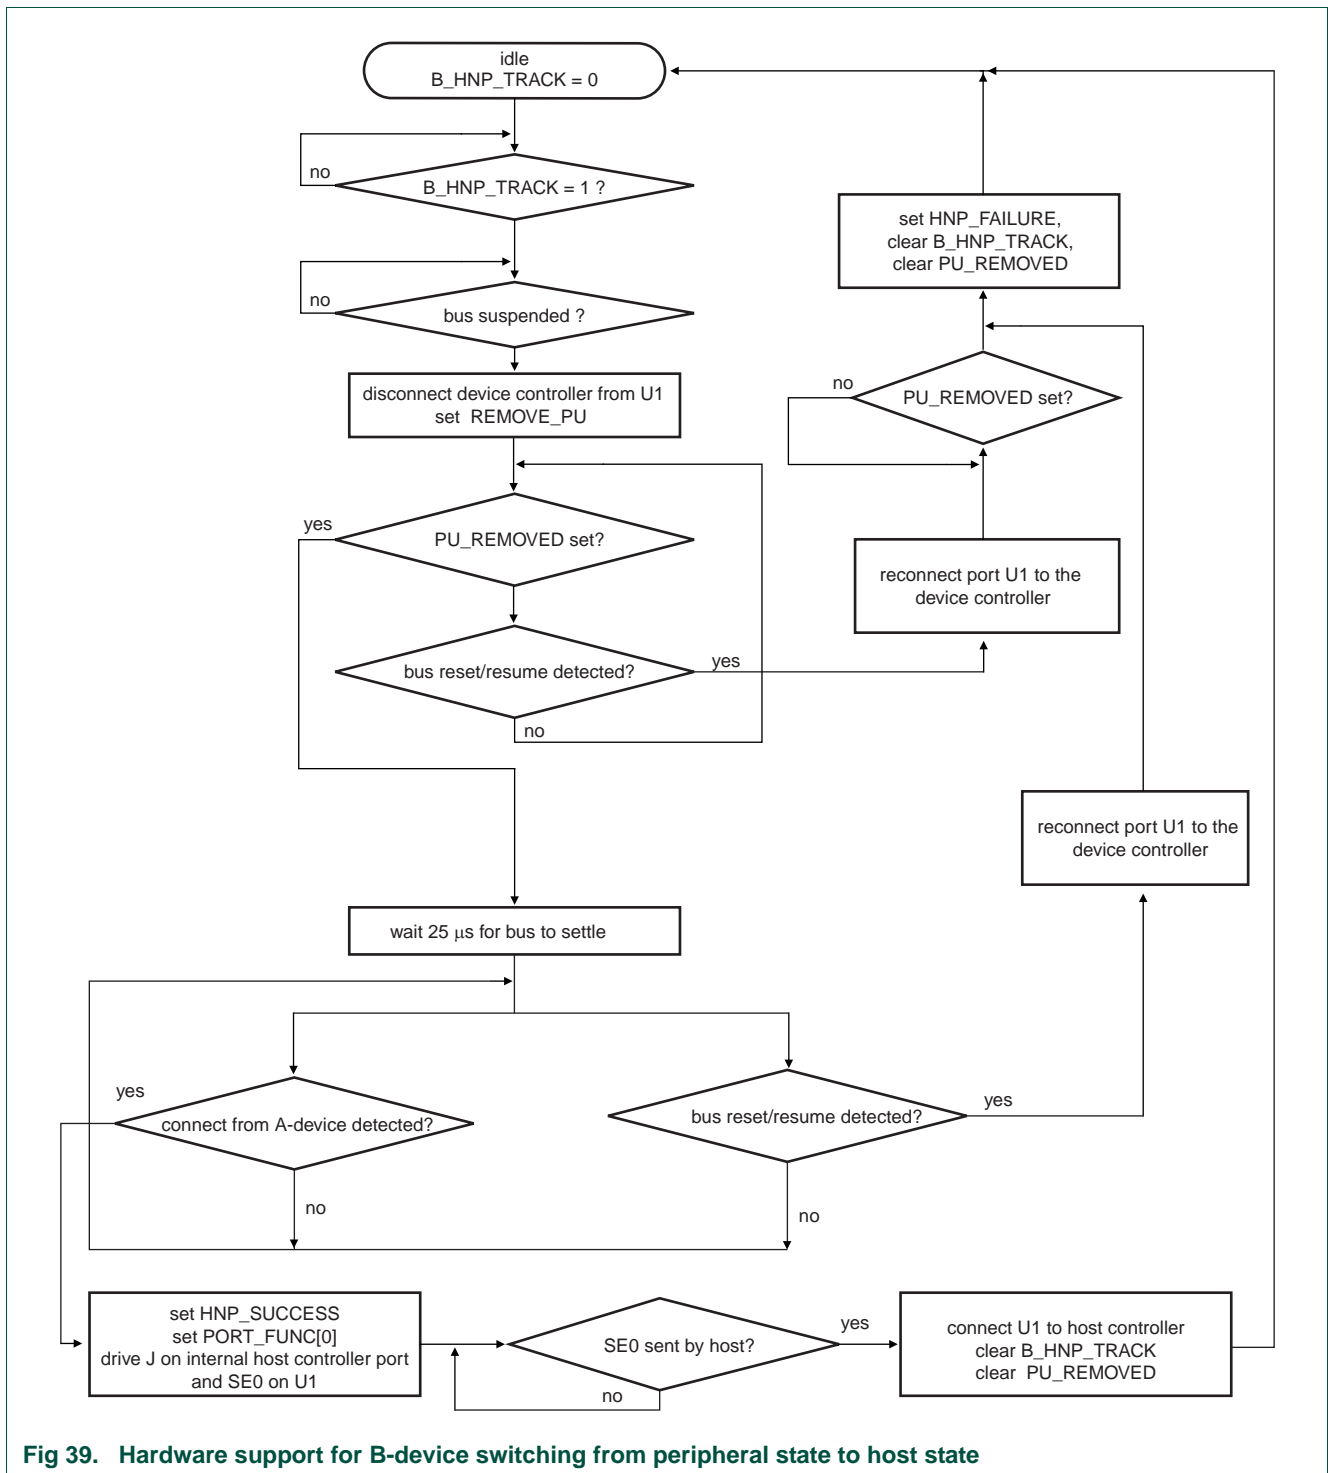 idle
B_HNP_TRACK = 0
no
B_HNP_TRACK = 1 ?
no
bus suspended ?
disconnect device controller from U1
set REMOVE_PU
yes
PU_REMOVED set?
bus reset/resume detected?
yes
no
set HNP_FAILURE,
clear B_HNP_TRACK,
clear PU_REMOVED
no
PU_REMOVED set?
reconnect port U1 to the
device controller
reconnect port U1 to the
device controller
wait 25 μs for bus to settle
yes
connect from A-device detected?
no
bus reset/resume detected?
yes
no
set HNP_SUCCESS
set PORT_FUNC[0]
drive J on internal host controller port
and SE0 on U1
SE0 sent by host?
yes
no
connect U1 to host controller
clear B_HNP_TRACK
clear PU_REMOVED
Fig 39. Hardware support for B-device switching from peripheral state to host state